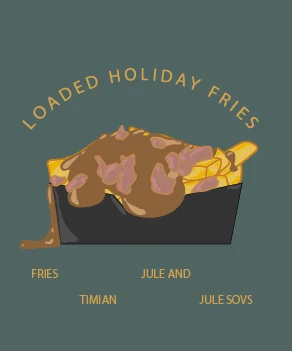 LOADED HOLIDAY FRIES
FRIES
JULE AND
TIMIAN
JULE SOVS